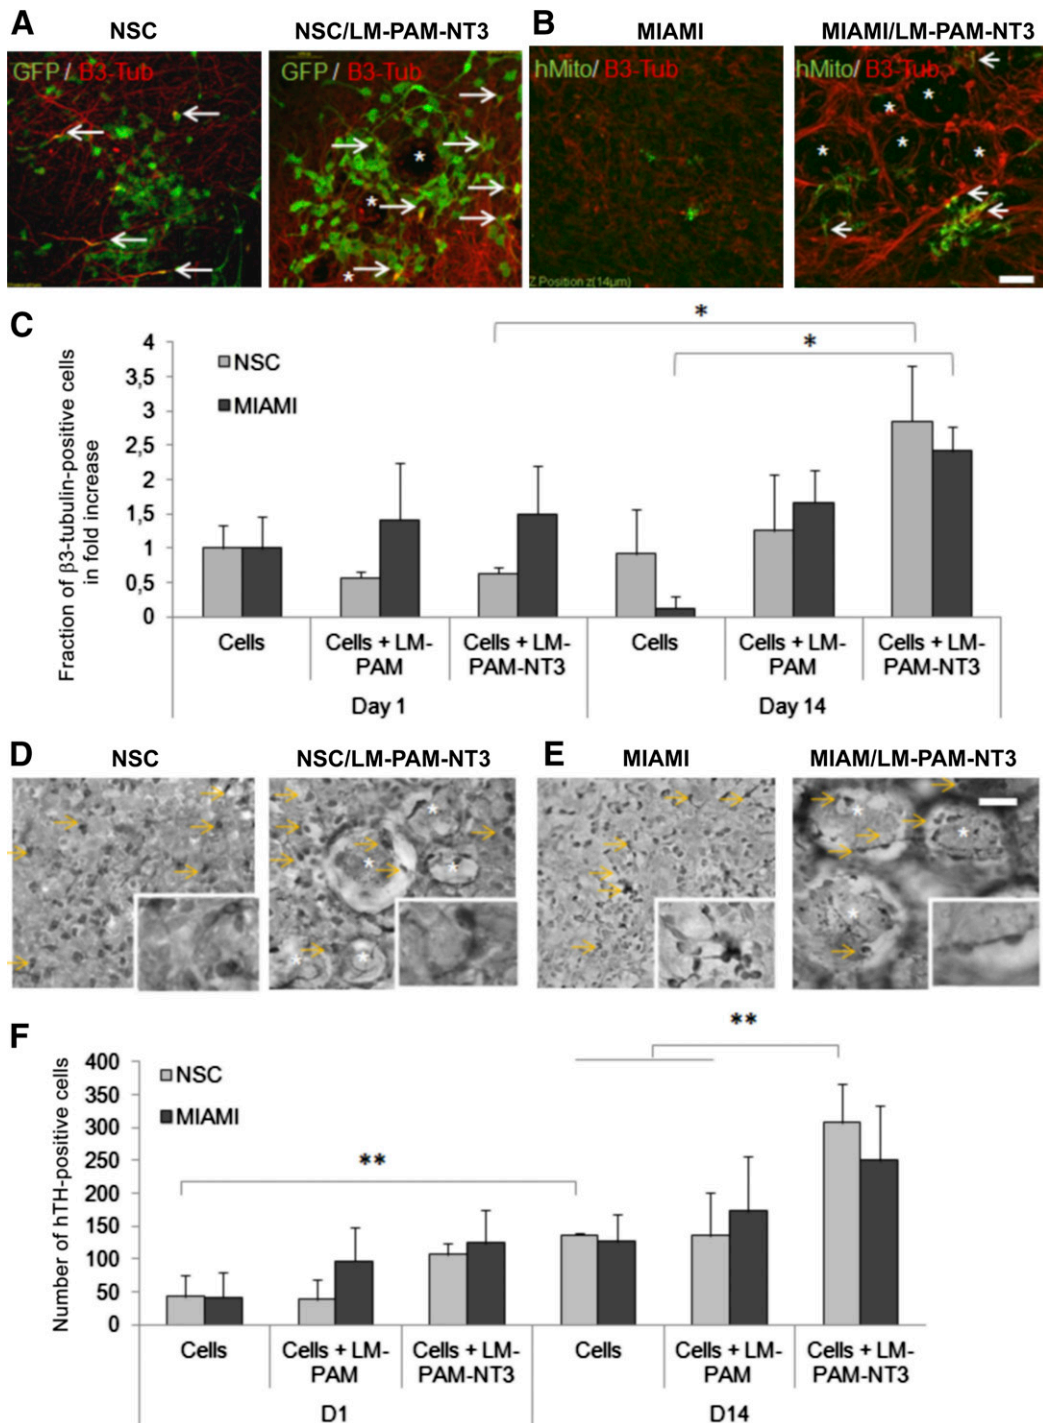 A
NSC
NSC/LM-PAM-NT3
B
MIAMI
MIAMI/LM-PAM-NT3
GFP / B3-Tub
GFP / B3-Tub
hMito/ B3-Tub
hMito/ B3-Tub
* * * * *
* * *
Z Position z(14μm)
C
Fraction of β3-tubulin-positive cells
in fold increase
4
3,5
3
2,5
2
1,5
1
0,5
0
NSC
MIAMI
*
*
Cells
Cells + LM-
PAM
Cells + LM-
PAM-NT3
Cells
Cells + LM-
PAM
Cells + LM-
PAM-NT3
Day 1
Day 14
D
NSC
NSC/LM-PAM-NT3
E
MIAMI
MIAM/LM-PAM-NT3
* * * * *
* * *
F
Number of hTH-positive cells
400
350
300
250
200
150
100
50
0
NSC
MIAMI
**
**
Cells
Cells + LM-
PAM
Cells + LM-
PAM-NT3
Cells
Cells + LM-
PAM
Cells + LM-
PAM-NT3
D1
D14